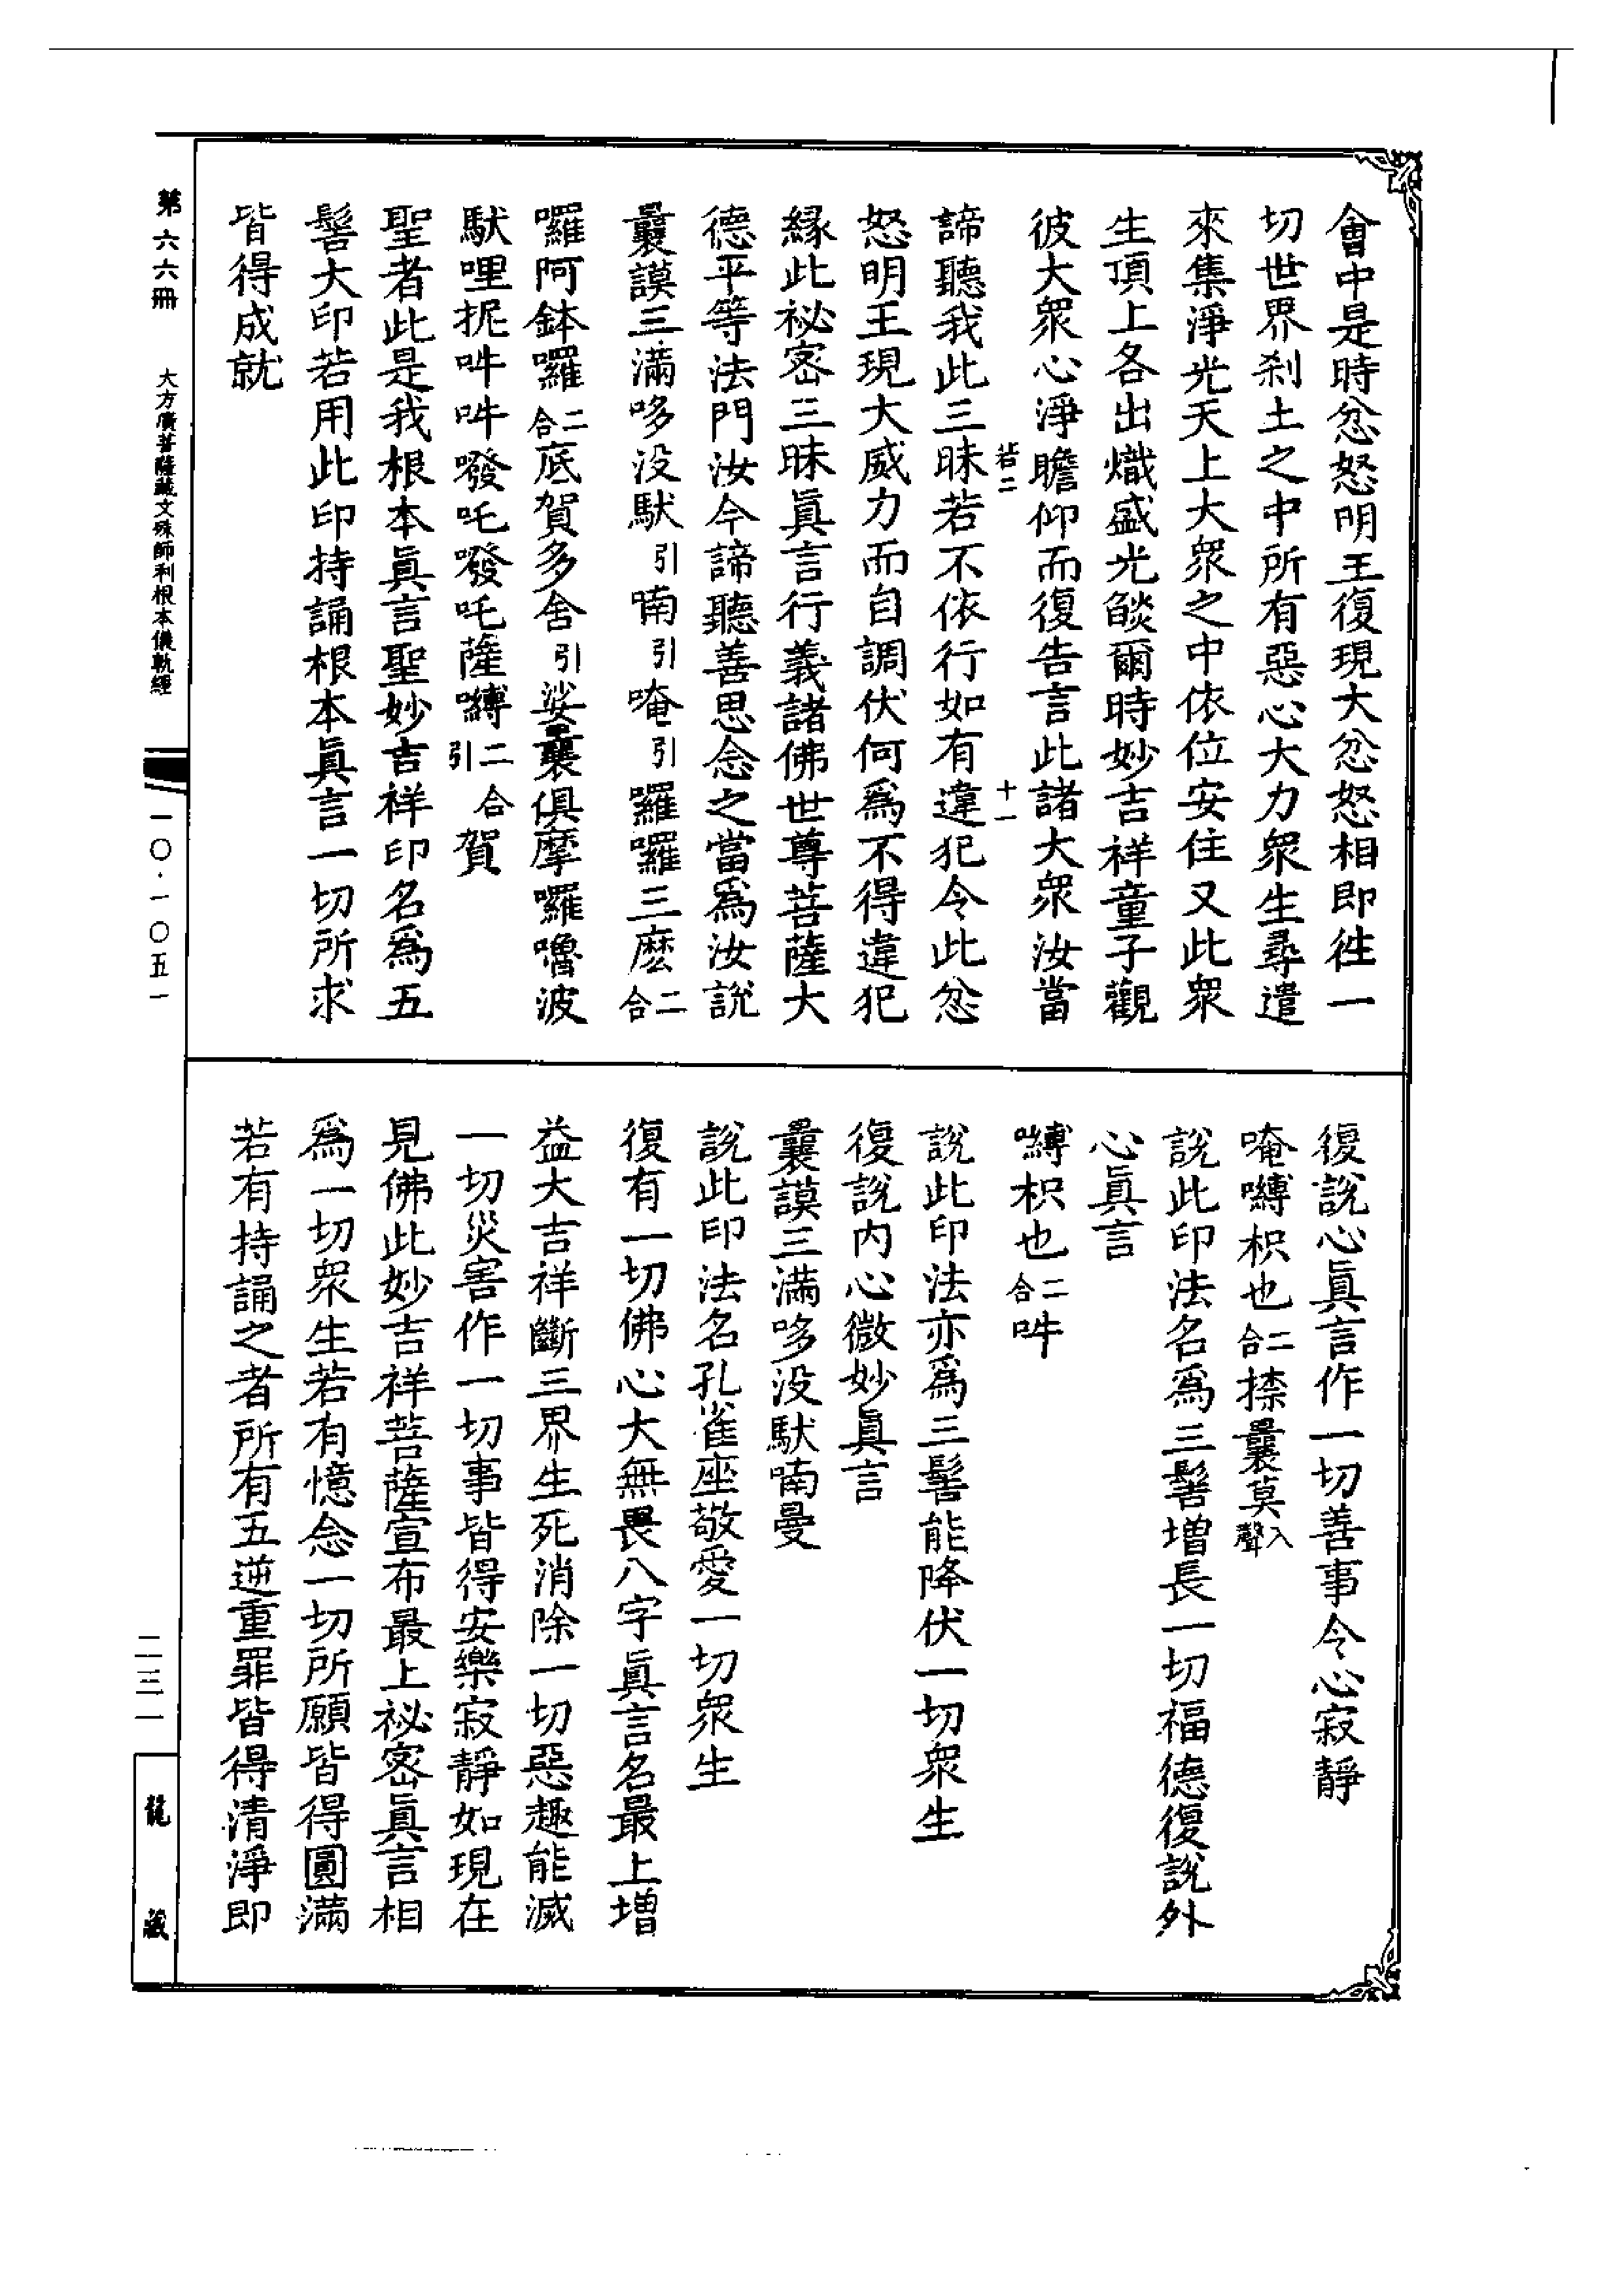 會中是時忿怒明王復現大忿怒相即徃一
切世界刹土之中所有惡心大力衆生尋遣
來集淨光天上大衆之中依位安住又此衆
生頂上各出熾盛光燄爾時妙吉祥童子觀
彼大衆心淨瞻仰而復告言此諸大衆汝當
若二 十一
諦聽我此三昧若不依行如有違犯令此忿
怒明王現大威力而自調伏何爲不得違犯
緣此祕密三昧眞言行義諸佛世尊菩薩大
德平等法門汝今諦聽善思念之當爲汝説
曩謨三滿哆没馱引喃引唵引囉囉三麽二合
囉阿鉢囉二合底賀多舍引娑曩俱摩囉嚕波
馱哩抳吽吽發吒發吒薩嚩二合引賀
聖者此是我根本眞言聖妙吉祥印名爲五
髻大印若用此印持誦根本眞言一切所求
皆得成就
復説心眞言作一切善事令心寂靜
唵嚩枳也二合捺曩莫入聲
説此印法名爲三髻增長一切福德復説外
心眞言
嚩枳也二合吽
説此印法亦爲三髻能降伏一切衆生
復説内心微妙眞言
曩謨三滿哆没馱喃曼
説此印法名孔雀座敬愛一切衆生
復有一切佛心大無畏八字眞言名最上增
益大吉祥斷三界生死消除一切惡趣能滅
一切災害作一切事皆得安樂寂靜如現在
見佛此妙吉祥菩薩宣布最上祕密眞言相
爲一切衆生若有憶念一切所願皆得圓滿
若有持誦之者所有五逆重罪皆得清淨即
第六六冊 大方廣菩薩藏文殊師利根本儀軌經 一〇·一〇五一 二三一 龍藏